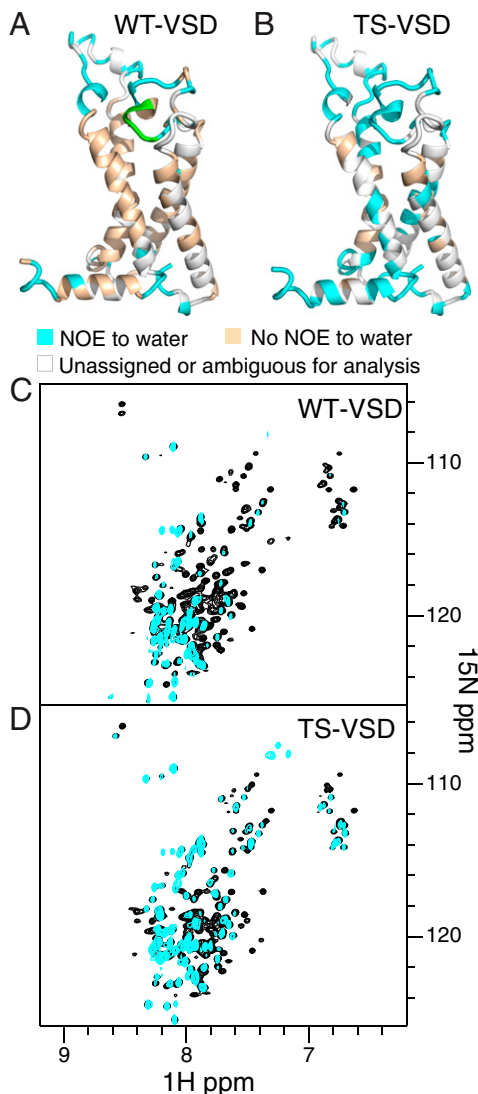 A WT-VSD B TS-VSD
NOE to water No NOE to water
Unassigned or ambiguous for analysis
C WT-VSD
110
120
15N ppm
D TS-VSD
110
120
9 8 7
1H ppm